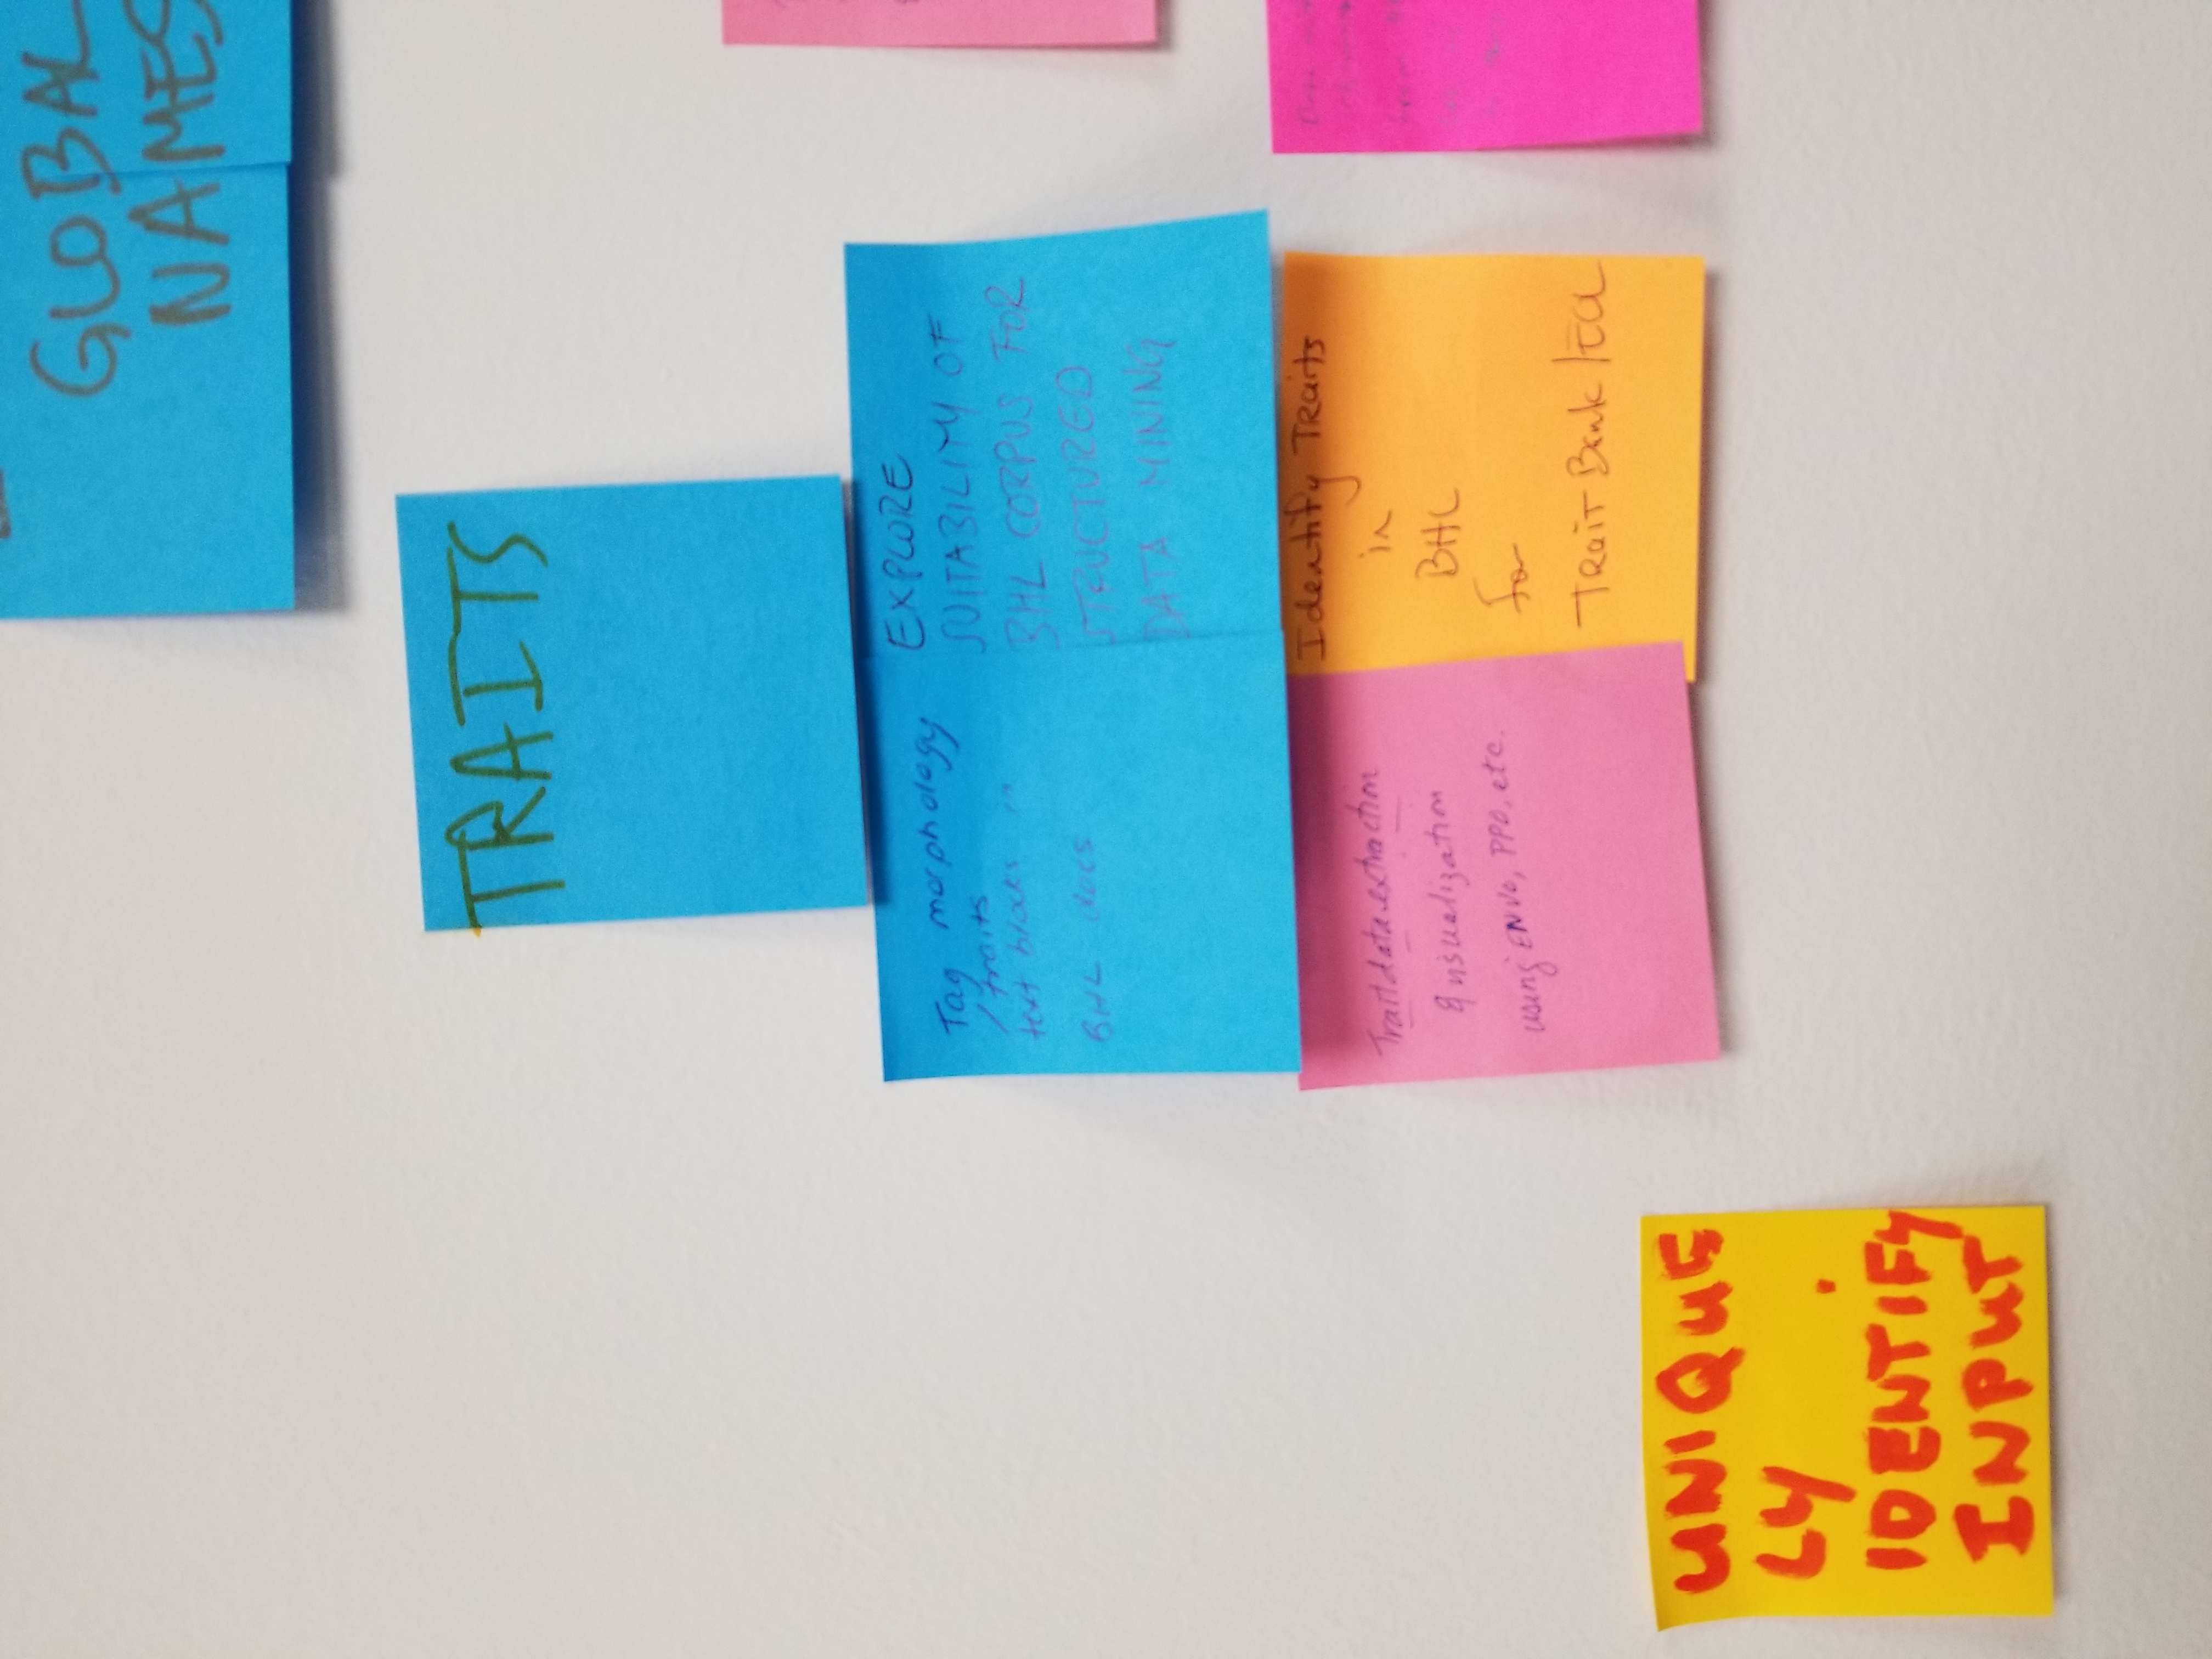 GLOBAL
NAMES
TRAITS
Tag morphology
/traits
text blocks in
BHL docs
EXPLORE
SUITABILITY OF
BHL CORPUS FOR
STRUCTURED
DATA MINING
Trait data extraction
& visualization
using ENVO, PPO, etc.
Identify Traits
in
BHL
for
Trait Bank/EOL
UNIQUE
LY
IDENTIFY
INPUT